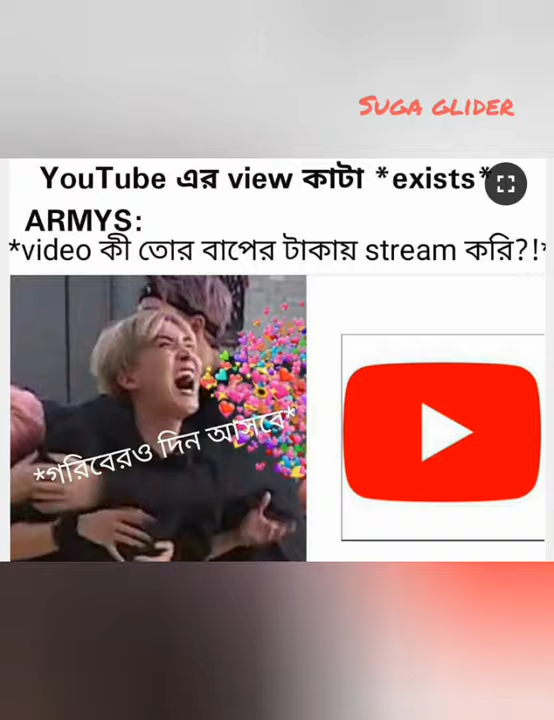 SUGA GLIDER
YouTube এর view কাটা *exists*
ARMYS:
*video কী তোর বাপের টাকায় stream করি?!*
*গরিবেরও দিন আসবে*